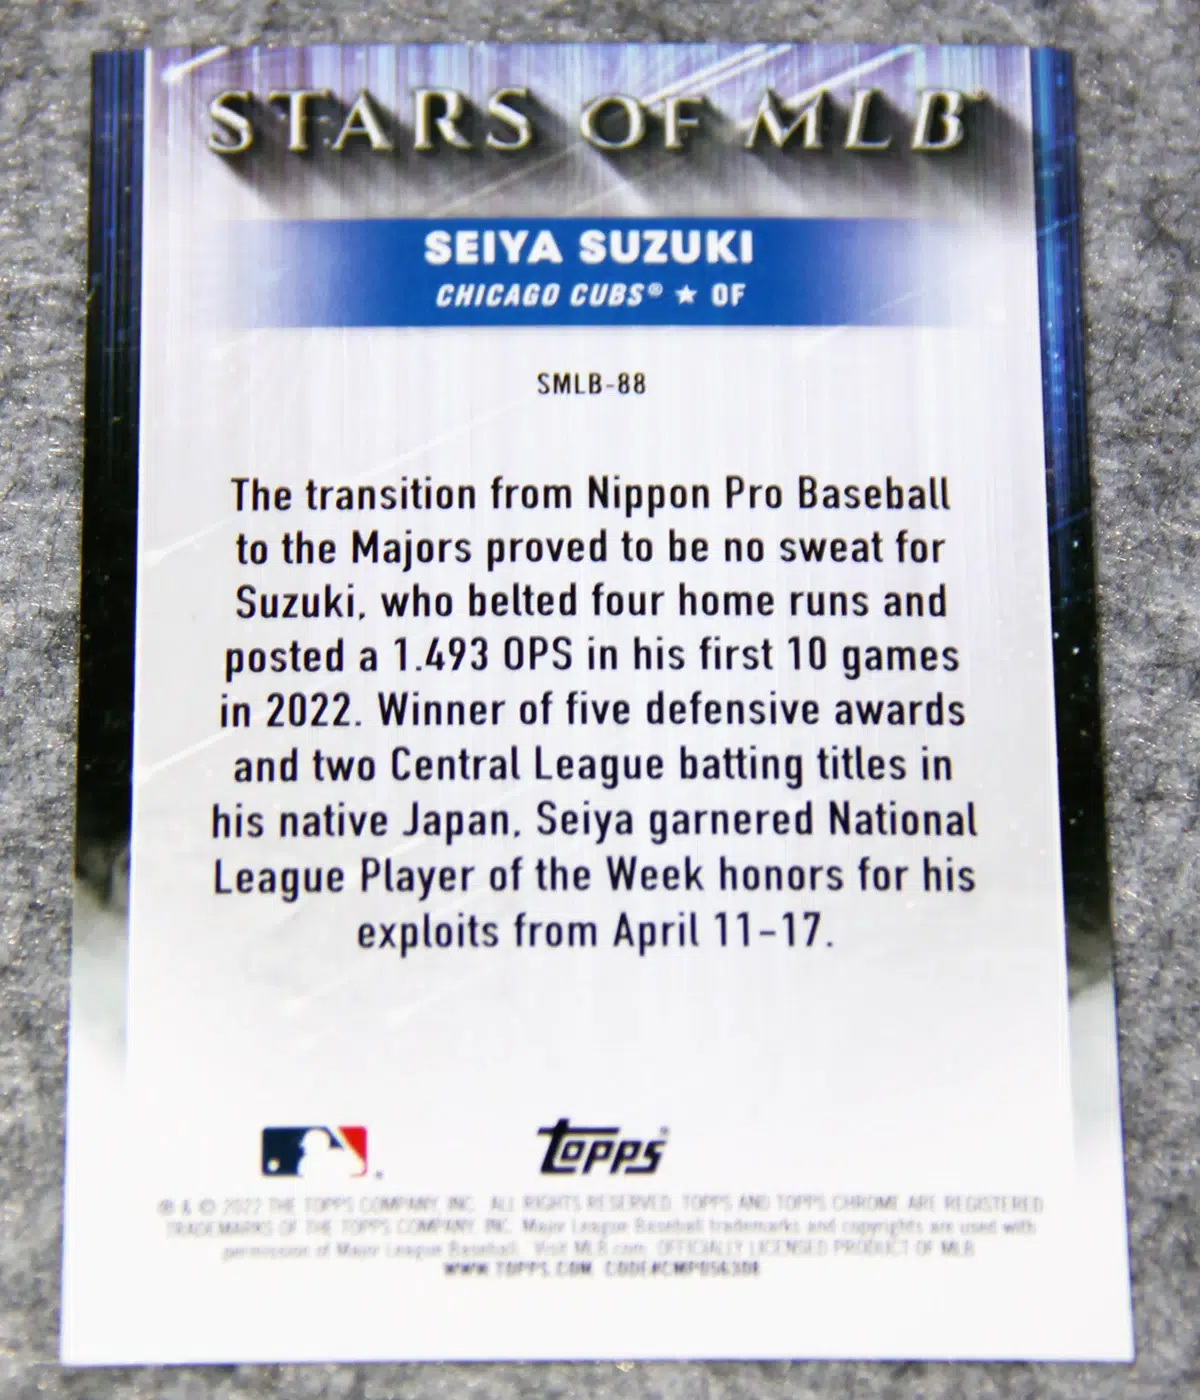 STARS OF MLB
SEIYA SUZUKI
CHICAGO CUBS® ★ OF
SMLB-88
The transition from Nippon Pro Baseball
to the Majors proved to be no sweat for
Suzuki, who belted four home runs and
posted a 1.493 OPS in his first 10 games
in 2022. Winner of five defensive awards
and two Central League batting titles in
his native Japan, Seiya garnered National
League Player of the Week honors for his
exploits from April 11-17.
topps
® & © 2022 THE TOPPS COMPANY, INC. ALL RIGHTS RESERVED. TOPPS AND TOPPS CHROME ARE REGISTERED
TRADEMARKS OF THE TOPPS COMPANY, INC. Major League Baseball trademarks and copyrights are used with
permission of Major League Baseball. Visit MLB.com. OFFICIALLY LICENSED PRODUCT OF MLB
WWW.TOPPS.COM